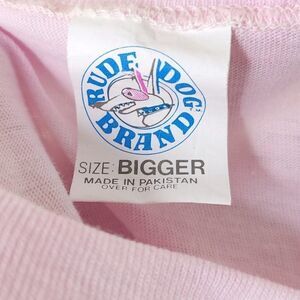 RUDE DOG
BRAND
SIZE: BIGGER
MADE IN PAKISTAN
OVER FOR CARE